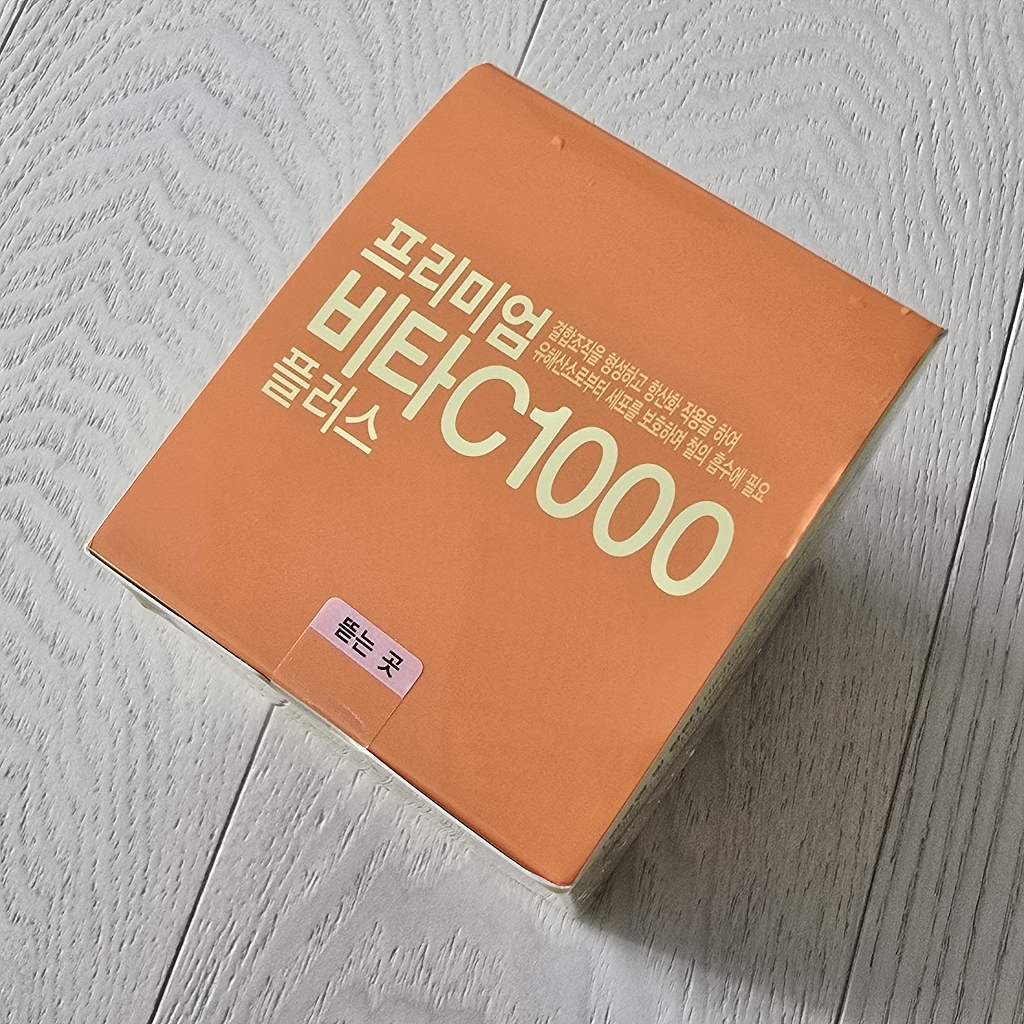 프리미엄
결합조직을 형성하고 항산화 작용을 하여
유해산소로부터 세포를 보호하며 철의 흡수에 필요
비타C1000
플러스
뜯는 곳